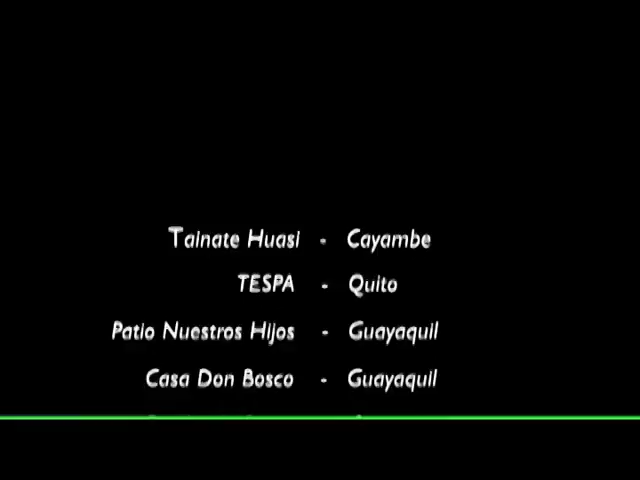 Tainate Huasi - Cayambe
TESPA - Quito
Patio Nuestros Hijos - Guayaquil
Casa Don Bosco - Guayaquil